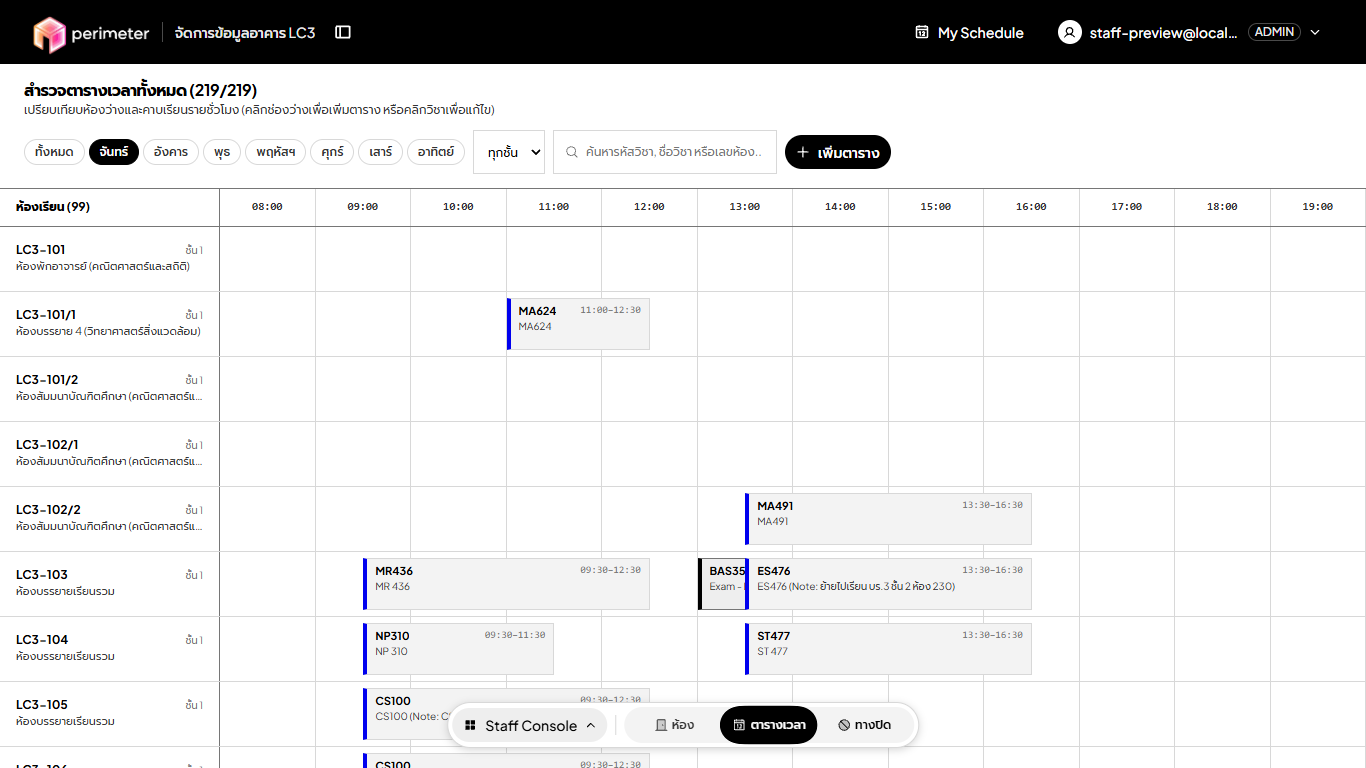 perimeter
จัดการข้อมูลอาคาร LC3
My Schedule
staff-preview@local...
ADMIN
สำรวจตารางเวลาทั้งหมด (219/219)
เปรียบเทียบห้องว่างและคาบเรียนรายชั่วโมง (คลิกช่องว่างเพื่อเพิ่มตาราง หรือคลิกวิชาเพื่อแก้ไข)
ทั้งหมด
จันทร์
อังคาร
พุธ
พฤหัสฯ
ศุกร์
เสาร์
อาทิตย์
ทุกชั้น
ค้นหารหัสวิชา, ชื่อวิชา หรือเลขห้อง..
เพิ่มตาราง
ห้องเรียน (99)
08:00
09:00
10:00
11:00
12:00
13:00
14:00
15:00
16:00
17:00
18:00
19:00
LC3-101
ชั้น 1
ห้องพักอาจารย์ (คณิตศาสตร์และสถิติ)
LC3-101/1
ชั้น 1
ห้องบรรยาย 4 (วิทยาศาสตร์สิ่งแวดล้อม)
MA624
11:00-12:30
MA624
LC3-101/2
ชั้น 1
ห้องสัมมนาบัณฑิตศึกษา (คณิตศาสตร์แ...
LC3-102/1
ชั้น 1
ห้องสัมมนาบัณฑิตศึกษา (คณิตศาสตร์แ...
LC3-102/2
ชั้น 1
ห้องสัมมนาบัณฑิตศึกษา (คณิตศาสตร์แ...
MA491
13:30-16:30
MA491
LC3-103
ชั้น 1
ห้องบรรยายเรียนรวม
MR436
09:30-12:30
MR 436
BAS35
Exam -
ES476
13:30-16:30
ES476 (Note: ย้ายไปเรียน บร.3 ชั้น 2 ห้อง 230)
LC3-104
ชั้น 1
ห้องบรรยายเรียนรวม
NP310
09:30-11:30
NP 310
ST477
13:30-16:30
ST 477
LC3-105
ชั้น 1
ห้องบรรยายเรียนรวม
CS100
09:30-12:30
CS100 (Note: C
Staff Console
ห้อง
ตารางเวลา
ทางปิด
LC3-106
CS100
09:30-12:30